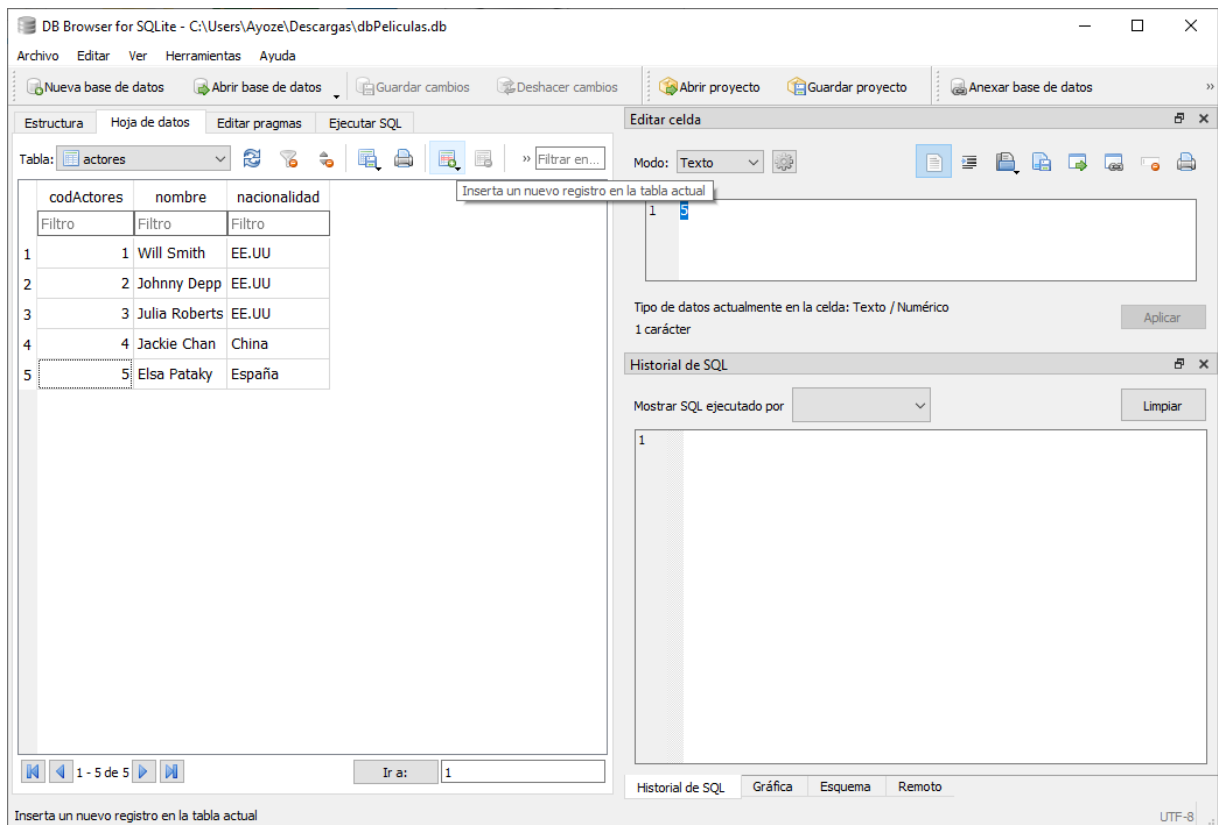 DB Browser for SQLite - C:\Users\Ayoze\Descargas\dbPeliculas.db
Archivo Editar Ver Herramientas Ayuda
Nueva base de datos Abrir base de datos Guardar cambios Deshacer cambios Abrir proyecto Guardar proyecto Anexar base de datos »
Estructura Hoja de datos Editar pragmas Ejecutar SQL
Tabla: actores » Filtrar en...
Inserta un nuevo registro en la tabla actual
codActores nombre nacionalidad
Filtro Filtro Filtro
1 1 Will Smith EE.UU
2 2 Johnny Depp EE.UU
3 3 Julia Roberts EE.UU
4 4 Jackie Chan China
5 5 Elsa Pataky España
1 - 5 de 5 Ir a: 1
Editar celda
Modo: Texto
1 5
Tipo de datos actualmente en la celda: Texto / Numérico
1 carácter
Aplicar
Historial de SQL
Mostrar SQL ejecutado por Limpiar
1
Historial de SQL Gráfica Esquema Remoto
Inserta un nuevo registro en la tabla actual UTF-8